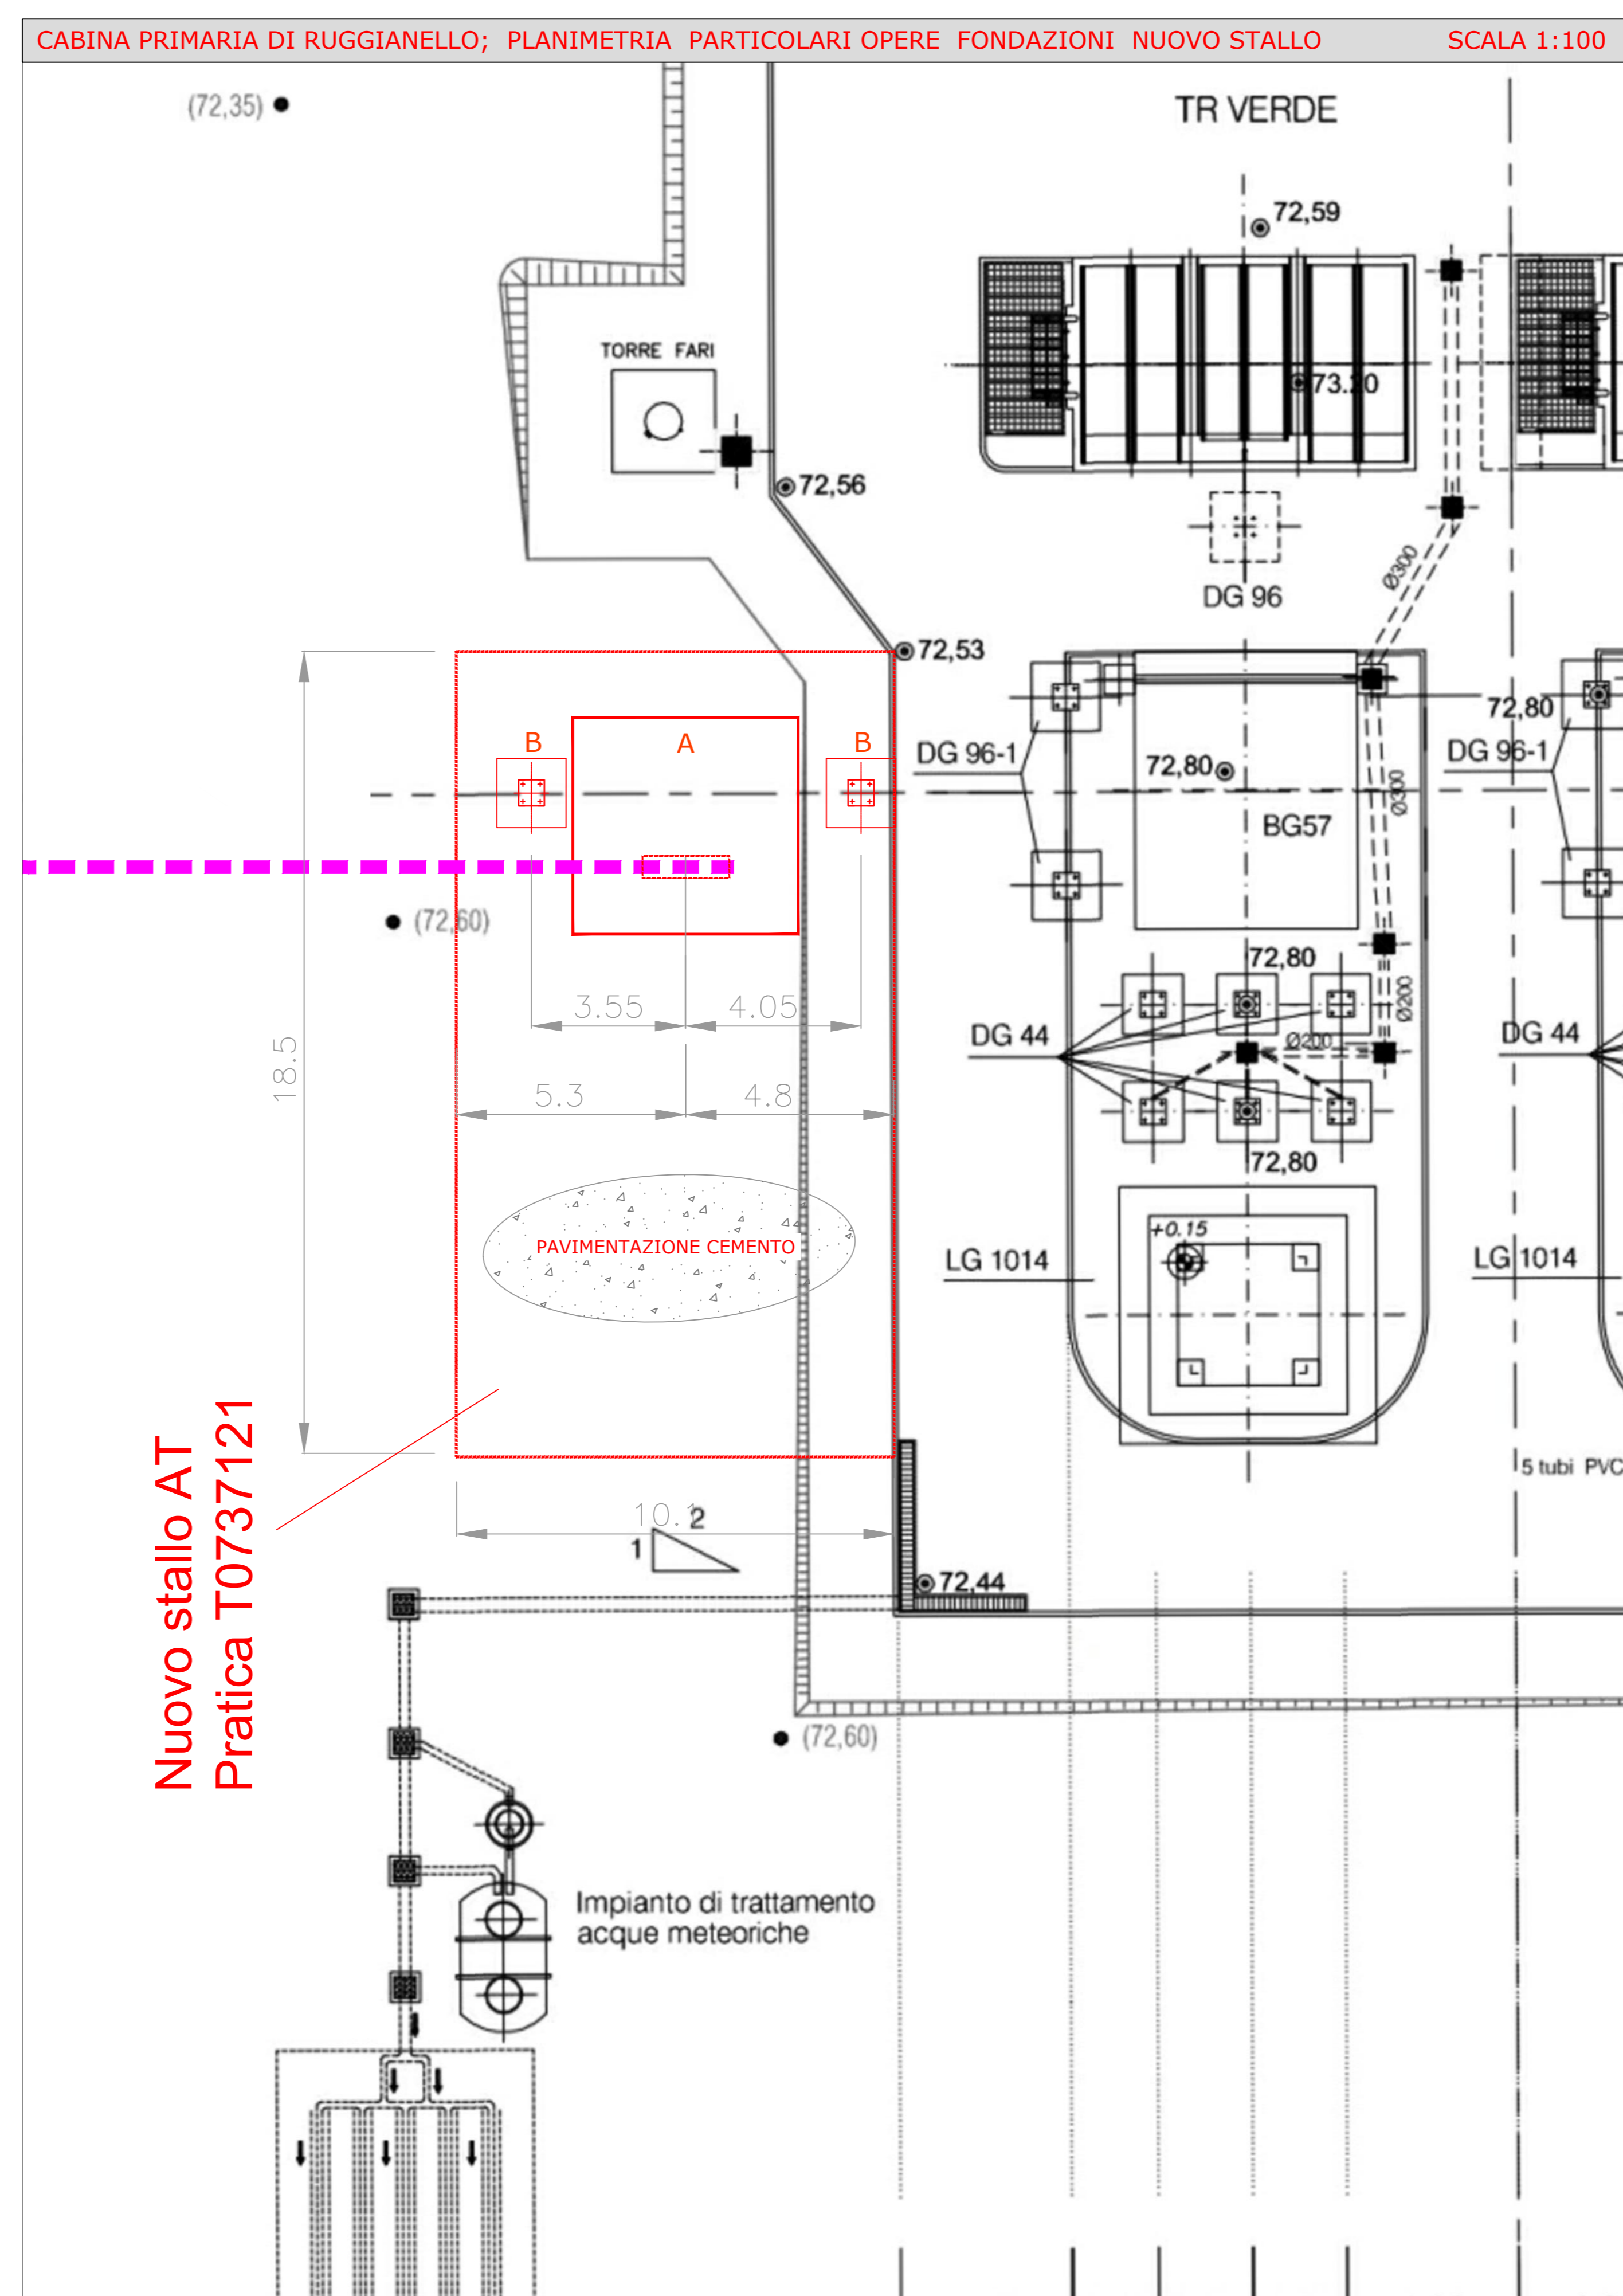 CABINA PRIMARIA DI RUGGIANELLO; PLANIMETRIA PARTICOLARI OPERE FONDAZIONI NUOVO STALLO SCALA 1:100
(72,35)
TR VERDE
72,59
TORRE FARI
73.20
72,56
Ø300
DG 96
72,53
72,80
B
A
B
DG 96-1
72,80
DG 96-1
Ø300
BG57
(72,60)
72,80
3.55
4.05
Ø200
DG 44
Ø200
DG 44
18.5
5.3
4.8
72,80
+0.15
PAVIMENTAZIONE CEMENTO
LG 1014
LG 1014
Nuovo stallo AT
Pratica T0737121
5 tubi PVC
10.1
2
1
72,44
(72,60)
Impianto di trattamento
acque meteoriche